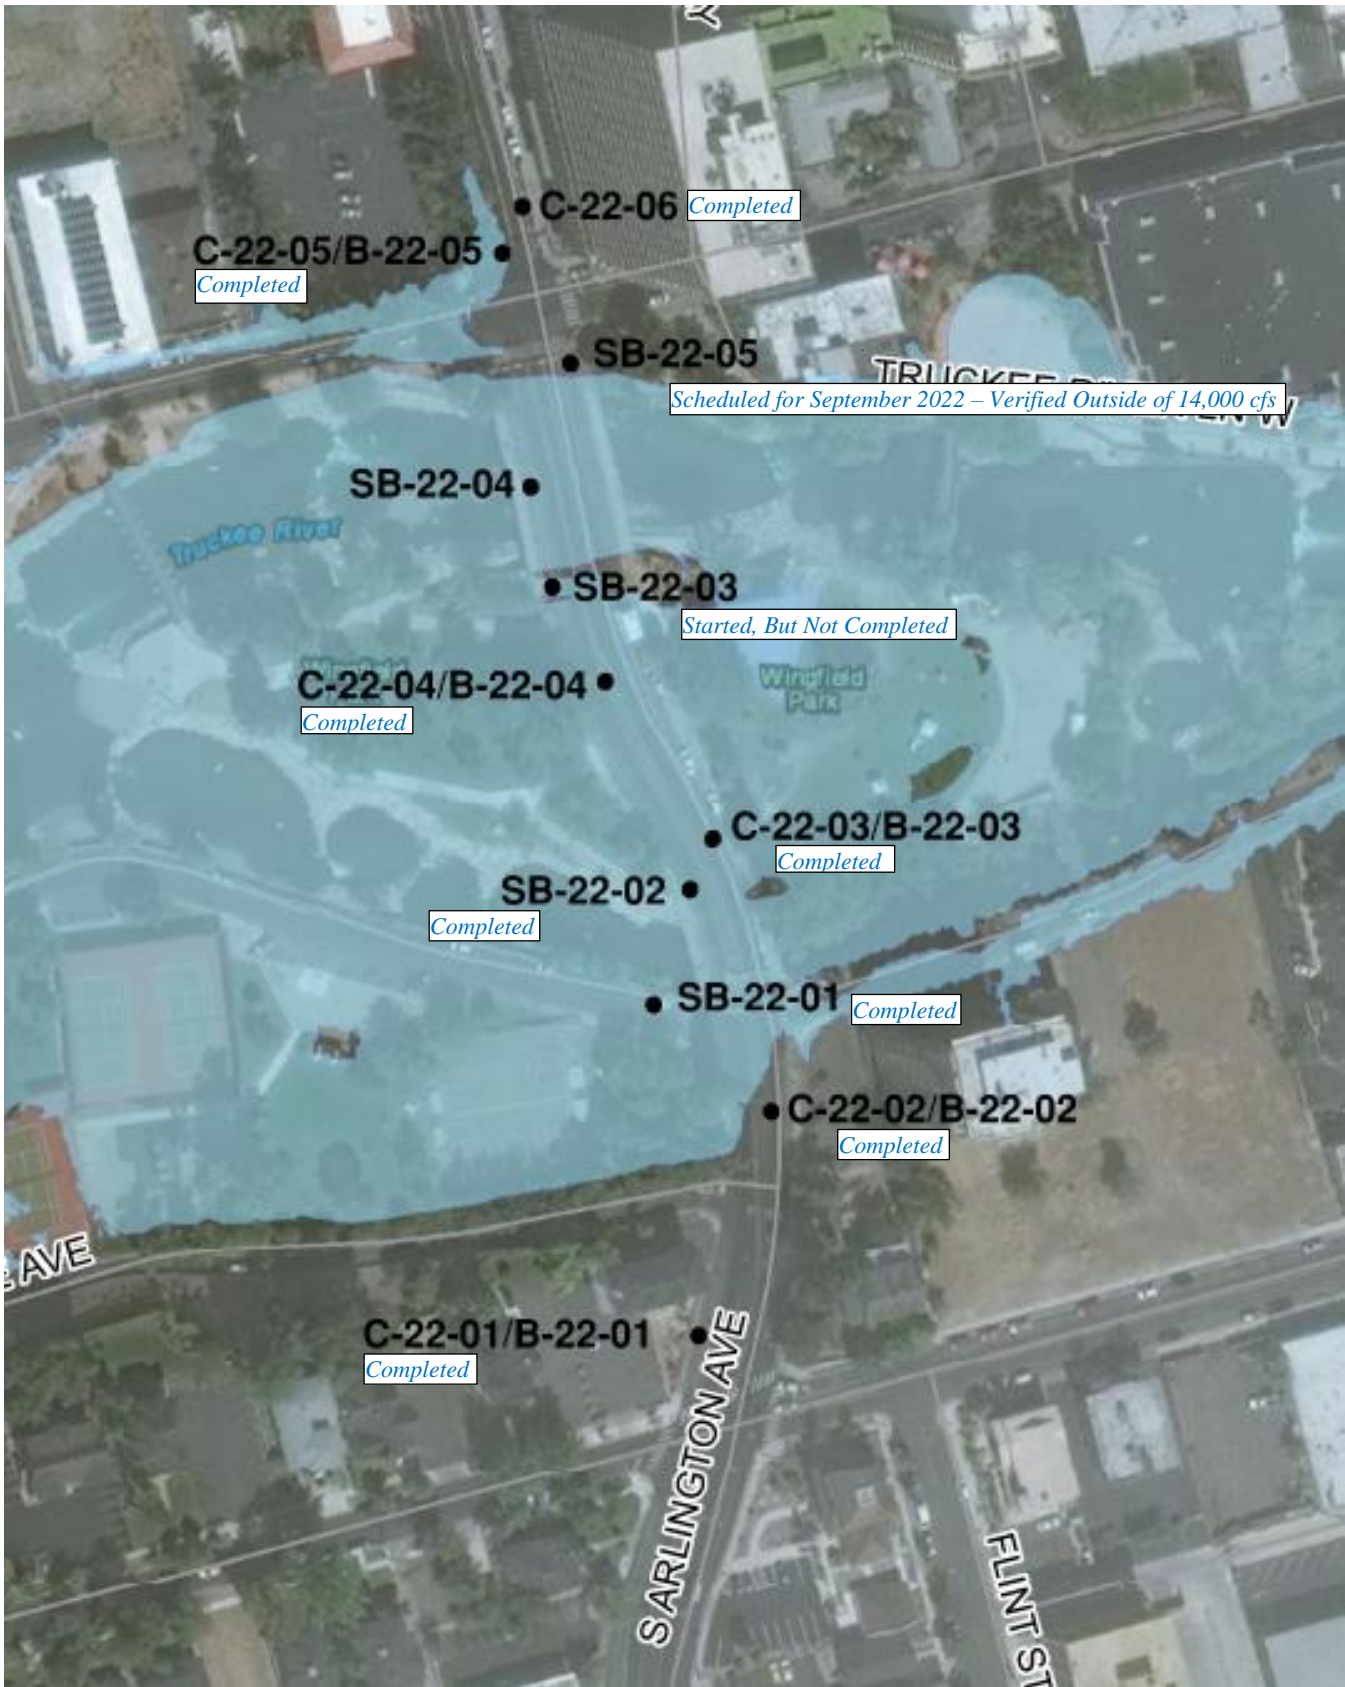 Y
C-22-06 Completed
C-22-05/B-22-05
Completed
SB-22-05
TRUCKEE
Scheduled for September 2022 – Verified Outside of 14,000 cfs
W
SB-22-04
Truckee River
SB-22-03
Started, But Not Completed
Wingfield
C-22-04/B-22-04
Completed
Wingfield
Park
C-22-03/B-22-03
Completed
SB-22-02
Completed
SB-22-01 Completed
C-22-02/B-22-02
Completed
AVE
C-22-01/B-22-01
Completed
S ARLINGTON AVE
FLINT ST